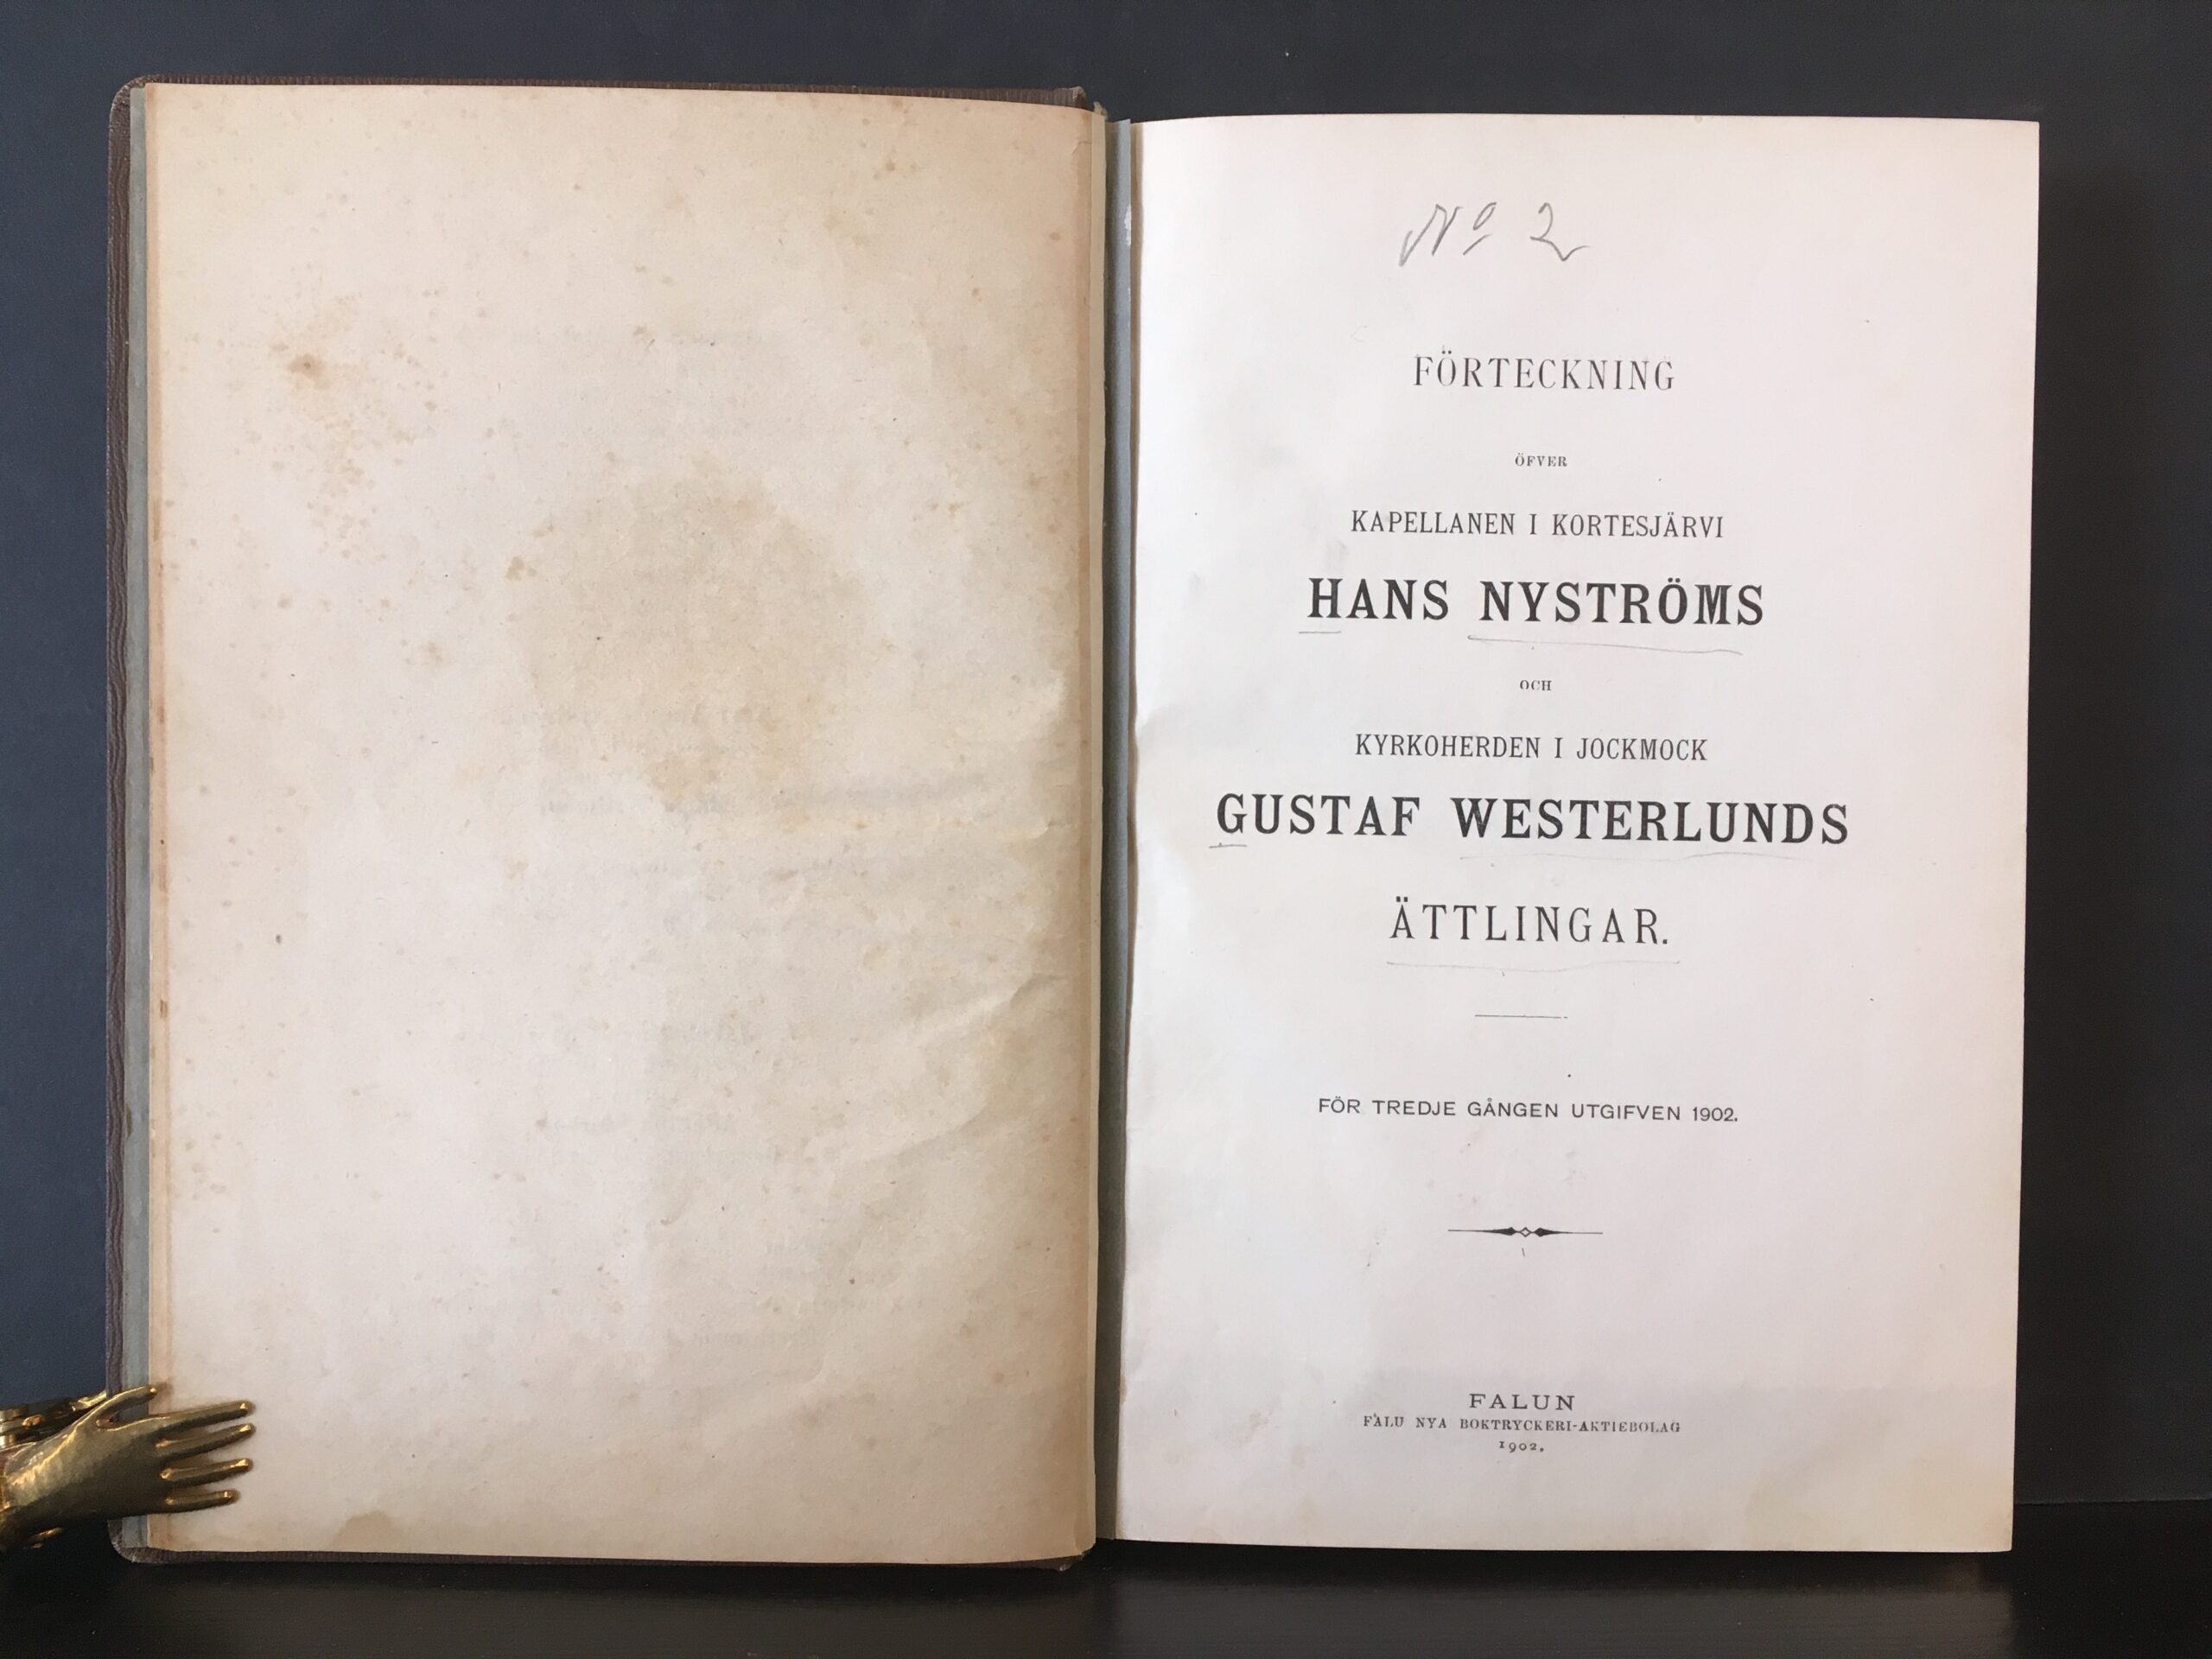 Nº 2
FÖRTECKNING
ÖFVER
KAPELLANEN I KORTESJÄRVI
HANS NYSTRÖMS
OCH
KYRKOHERDEN I JOCKMOCK
GUSTAF WESTERLUNDS
ÄTTLINGAR.
FÖR TREDJE GÅNGEN UTGIFVEN 1902.
FALUN
FALU NYA BOKTRYCKERI-AKTIEBOLAG
1902.